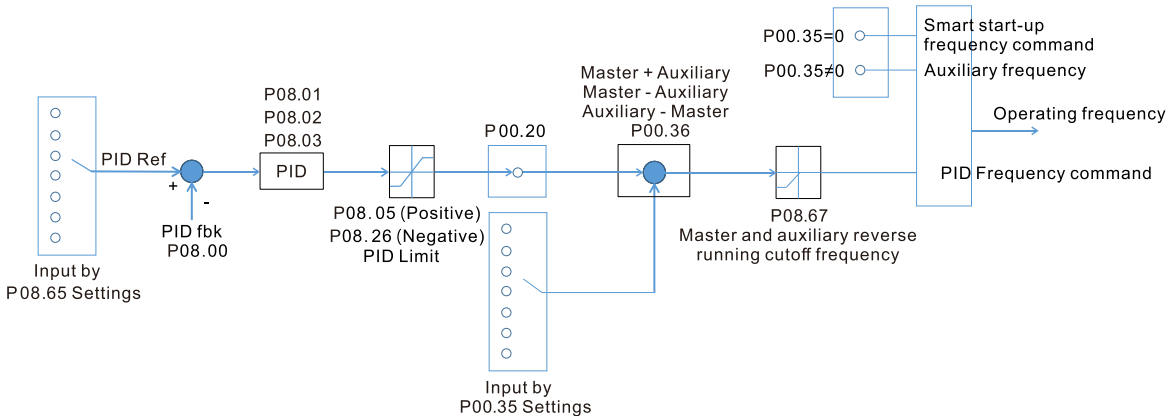 P00.35=0
Smart start-up
frequency command
P00.35≠0
Auxiliary frequency
Operating frequency
PID Frequency command
Master + Auxiliary
Master - Auxiliary
Auxiliary - Master
P00.36
P00.20
P08.01
P08.02
P08.03
PID
PID Ref
+
-
PID fbk
P08.00
Input by
P08.65 Settings
P08.05 (Positive)
P08.26 (Negative)
PID Limit
P08.67
Master and auxiliary reverse
running cutoff frequency
Input by
P00.35 Settings